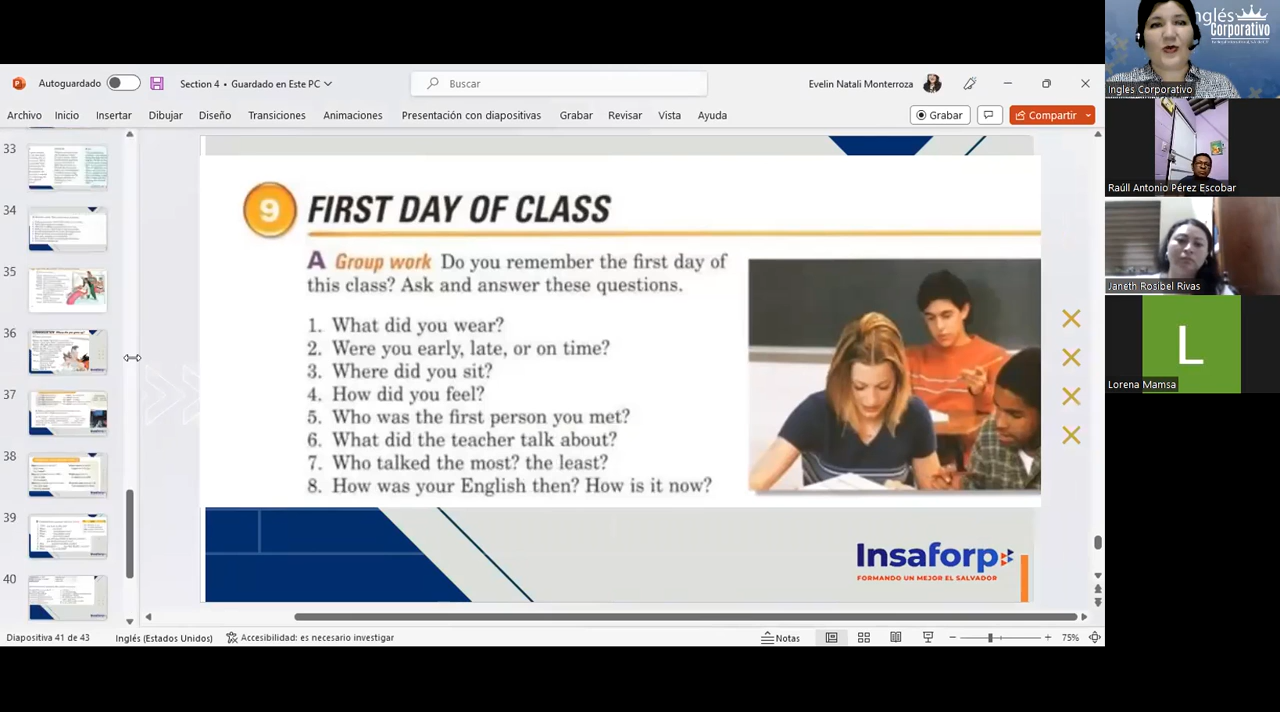 Autoguardado
Section 4 • Guardado en Este PC
Buscar
Evelin Natali Monterroza
Archivo Inicio Insertar Dibujar Diseño Transiciones Animaciones Presentación con diapositivas Grabar Revisar Vista Ayuda
Grabar
Compartir
33
34
35
36
37
38
39
40
9 FIRST DAY OF CLASS
A Group work Do you remember the first day of
this class? Ask and answer these questions.
1. What did you wear?
2. Were you early, late, or on time?
3. Where did you sit?
4. How did you feel?
5. Who was the first person you met?
6. What did the teacher talk about?
7. Who talked the most? the least?
8. How was your English then? How is it now?
Insaforp
FORMANDO UN MEJOR EL SALVADOR
Diapositiva 41 de 43
Inglés (Estados Unidos)
Accesibilidad: es necesario investigar
Notas
75%
Inglés
Corporativo
Ingles Corporativo
Raúll Antonio Pérez Escobar
Janeth Rosibel Rivas
L
Lorena Mamsa